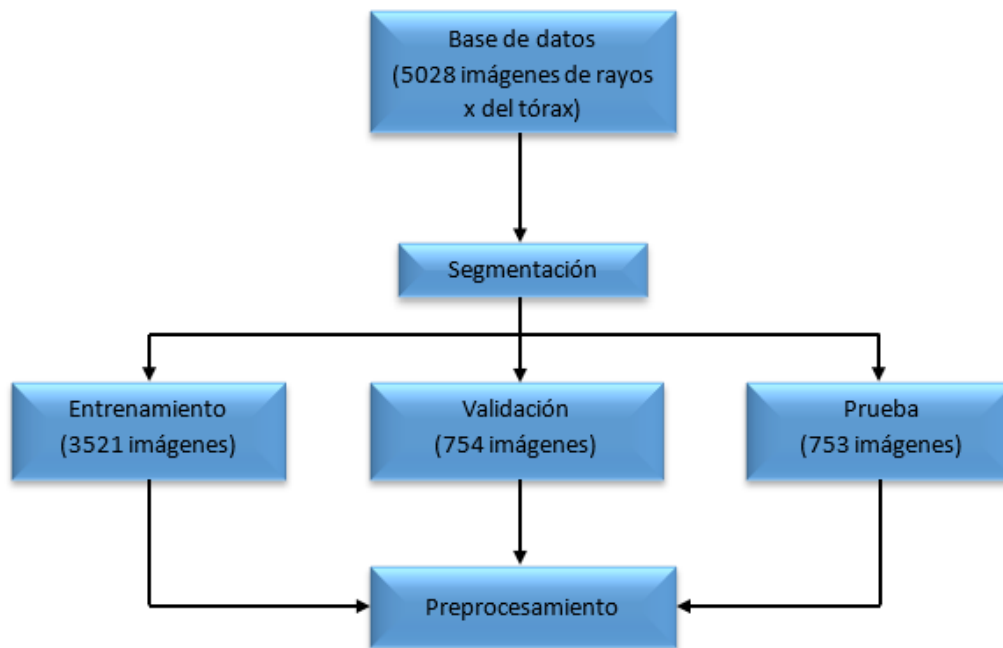 Base de datos
(5028 imágenes de rayos
x del tórax)
Segmentación
Entrenamiento
(3521 imágenes)
Validación
(754 imágenes)
Prueba
(753 imágenes)
Preprocesamiento